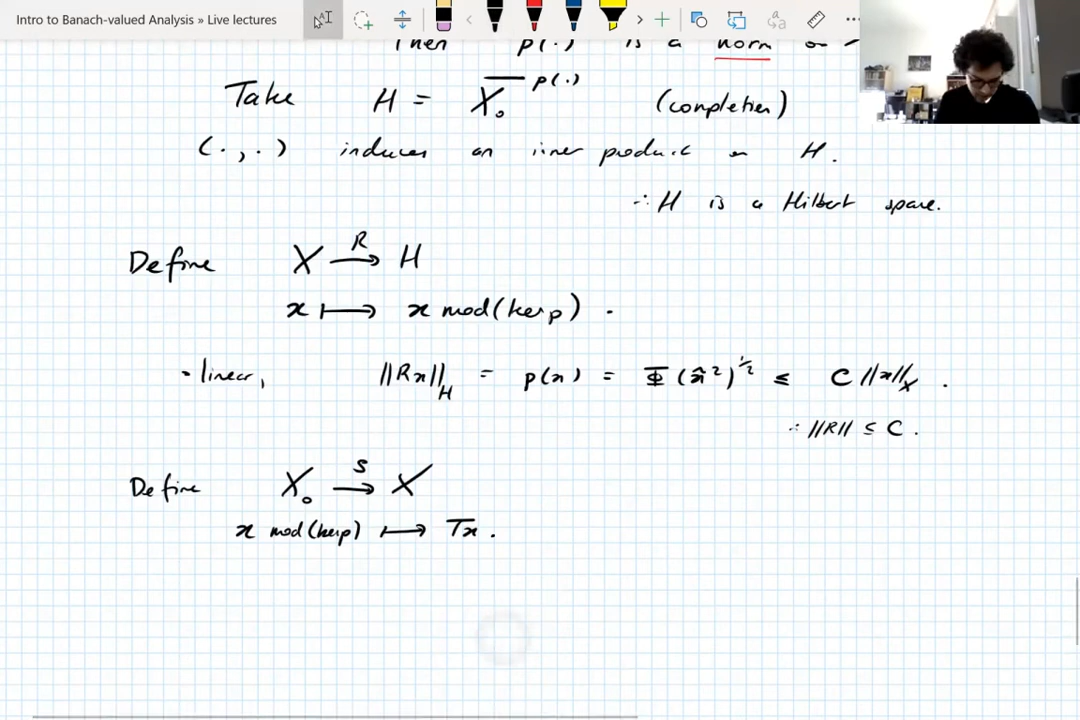 Intro to Banach-valued Analysis » Live lectures
Then p(·) is a norm on
Take H = X̄₀^{p(·)} (completion)
(·,·) induces an inner product on H.
∴ H is a Hilbert space.
Define X —R→ H
x ↦ x mod(ker p).
• linear, ‖Rx‖_H = p(x) = Φ(x̂²)^{1/2} ≤ C‖x‖_X.
∴ ‖R‖ ≤ C.
Define X₀ —S→ X
x mod(ker p) ↦ Tx.